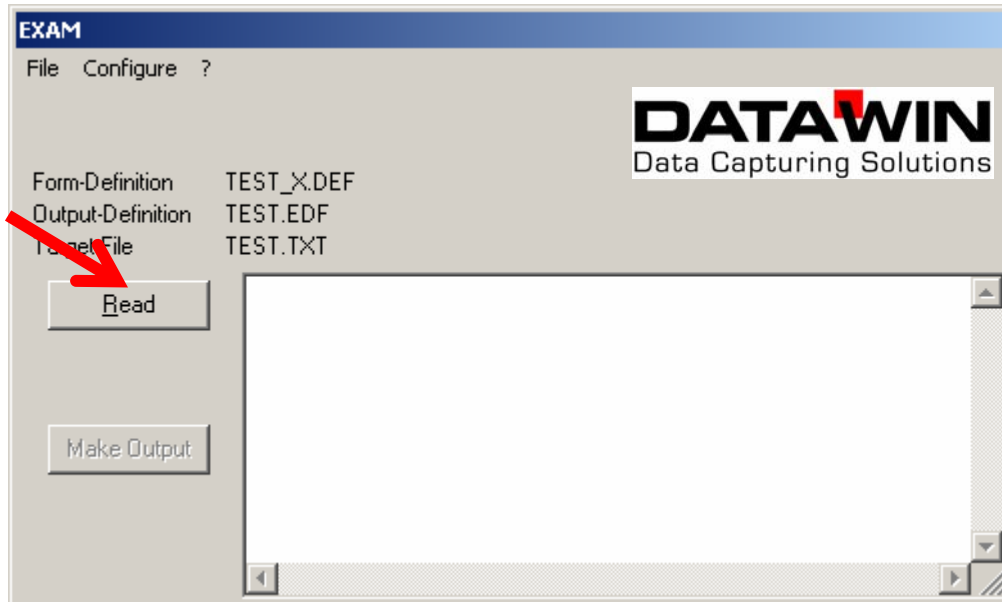 EXAM
File Configure ?
DATAWIN
Data Capturing Solutions
Form-Definition TEST_X.DEF
Output-Definition TEST.EDF
Target-File TEST.TXT
Read
Make Output